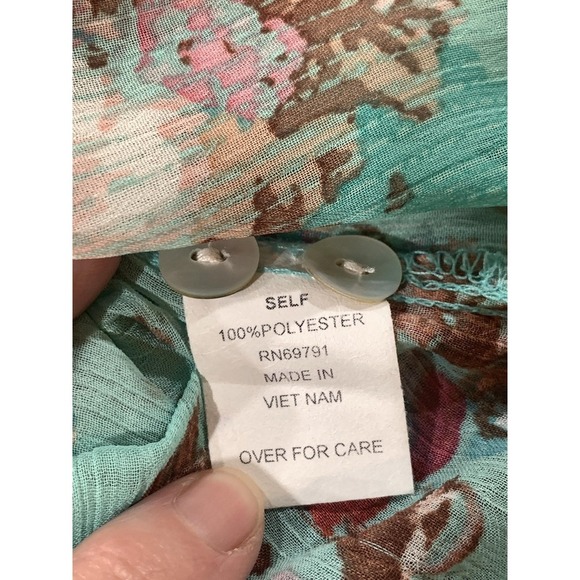 SELF
100%POLYESTER
RN69791
MADE IN
VIET NAM
OVER FOR CARE